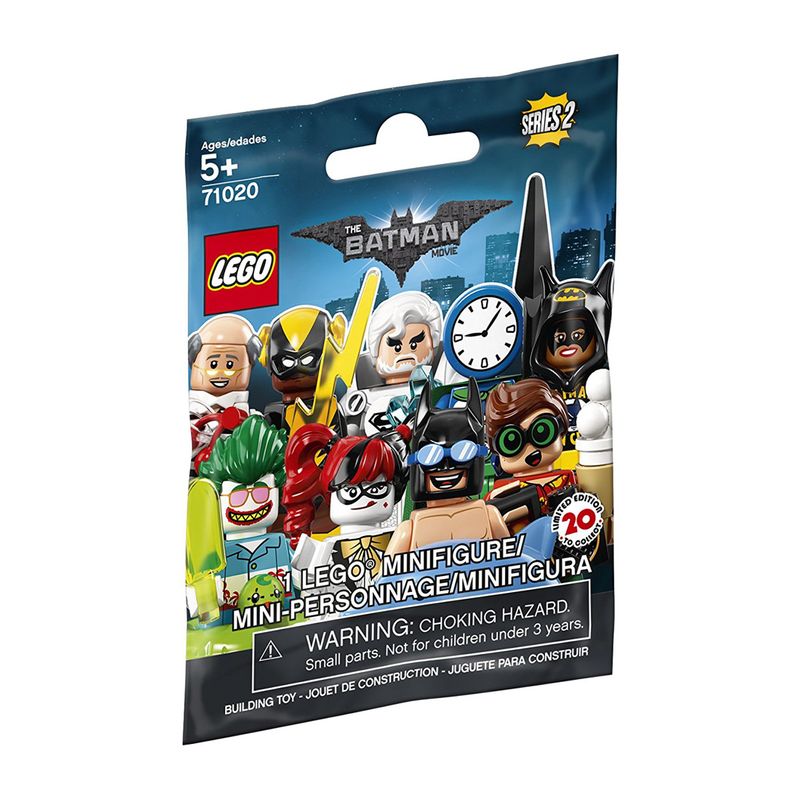 Ages/edades
5+
71020
SERIES 2
THE
BATMAN
MOVIE
LEGO
LIMITED EDITION
20
TO COLLECT
1 LEGO® MINIFIGURE/
MINI-PERSONNAGE/MINIFIGURA
WARNING: CHOKING HAZARD.
Small parts. Not for children under 3 years.
BUILDING TOY - JOUET DE CONSTRUCTION - JUGUETE PARA CONSTRUIR